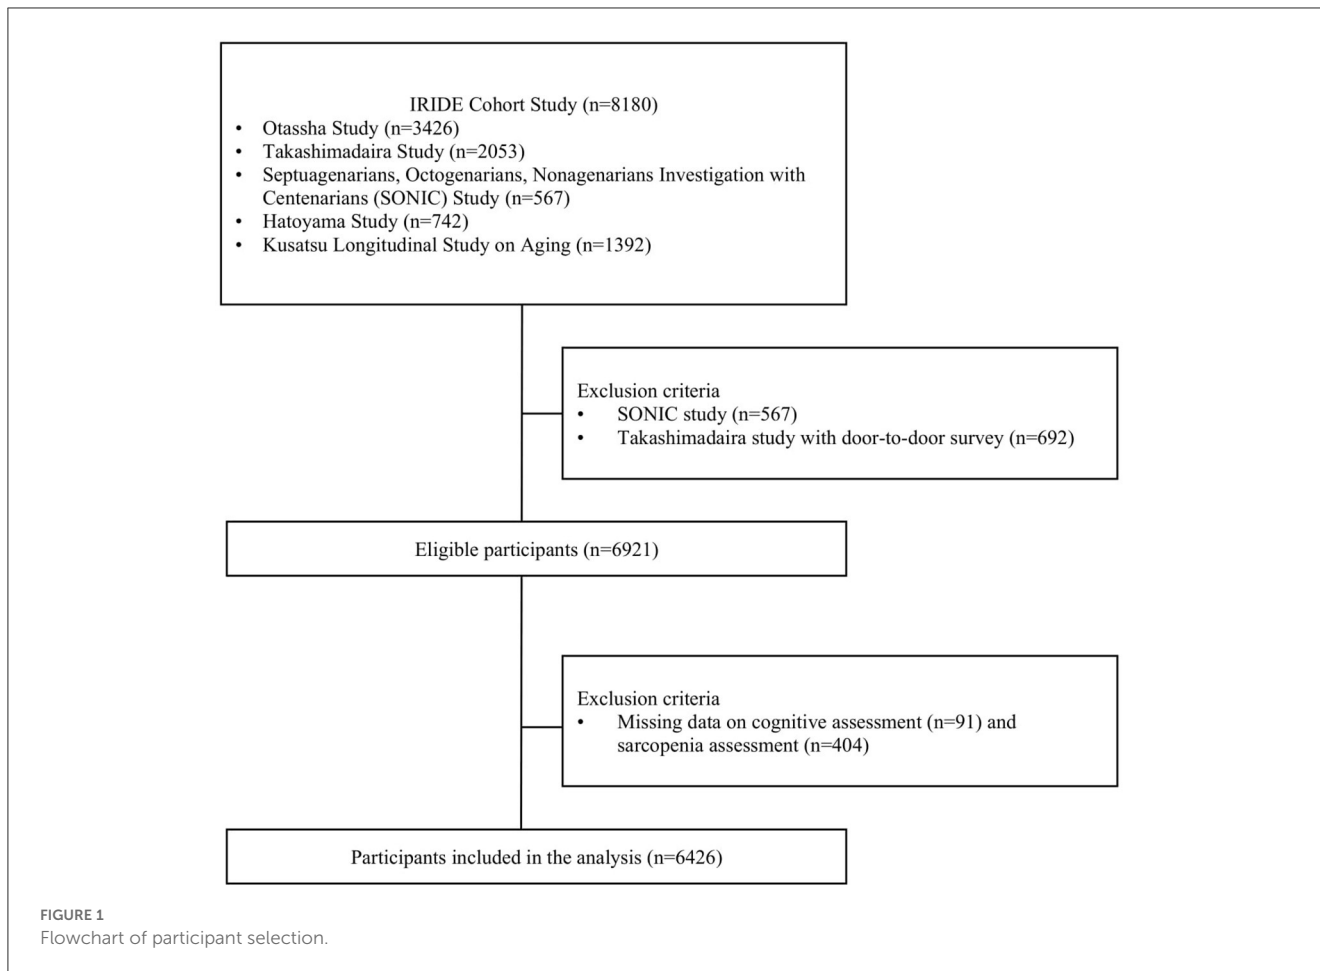 IRIDE Cohort Study (n=8180)
• Otassha Study (n=3426)
• Takashimadaira Study (n=2053)
• Septuagenarians, Octogenarians, Nonagenarians Investigation with
Centenarians (SONIC) Study (n=567)
• Hatoyama Study (n=742)
• Kusatsu Longitudinal Study on Aging (n=1392)
Exclusion criteria
• SONIC study (n=567)
• Takashimadaira study with door-to-door survey (n=692)
Eligible participants (n=6921)
Exclusion criteria
• Missing data on cognitive assessment (n=91) and
sarcopenia assessment (n=404)
Participants included in the analysis (n=6426)
FIGURE 1
Flowchart of participant selection.